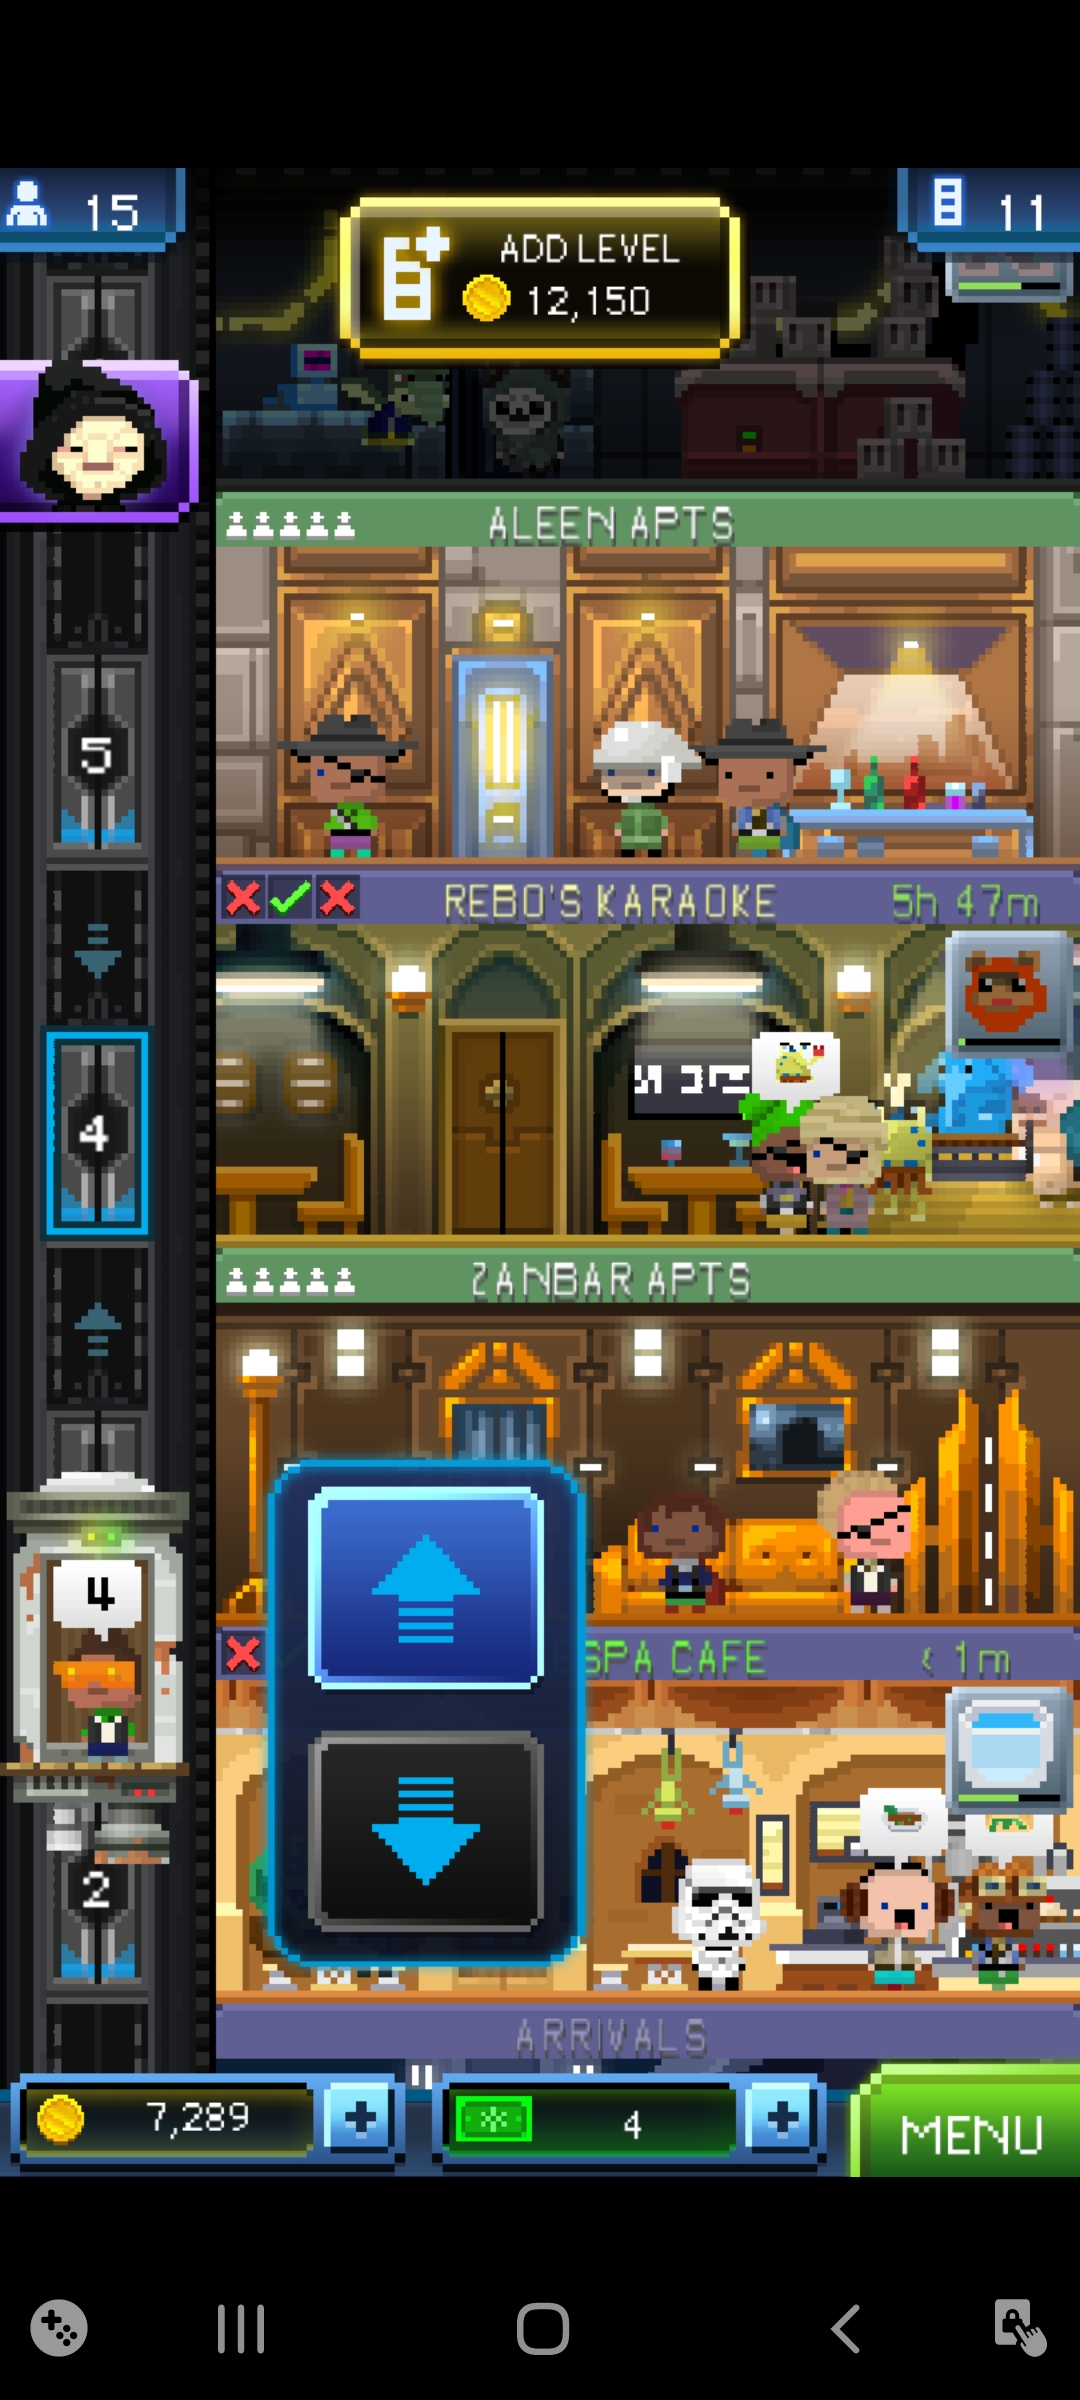 15
ADD LEVEL
12,150
11
ALEEN APTS
5
REBO'S KARAOKE
5h 47m
4
ZANBAR APTS
4
SPA CAFE
< 1m
2
ARRIVALS
7,289
4
MENU